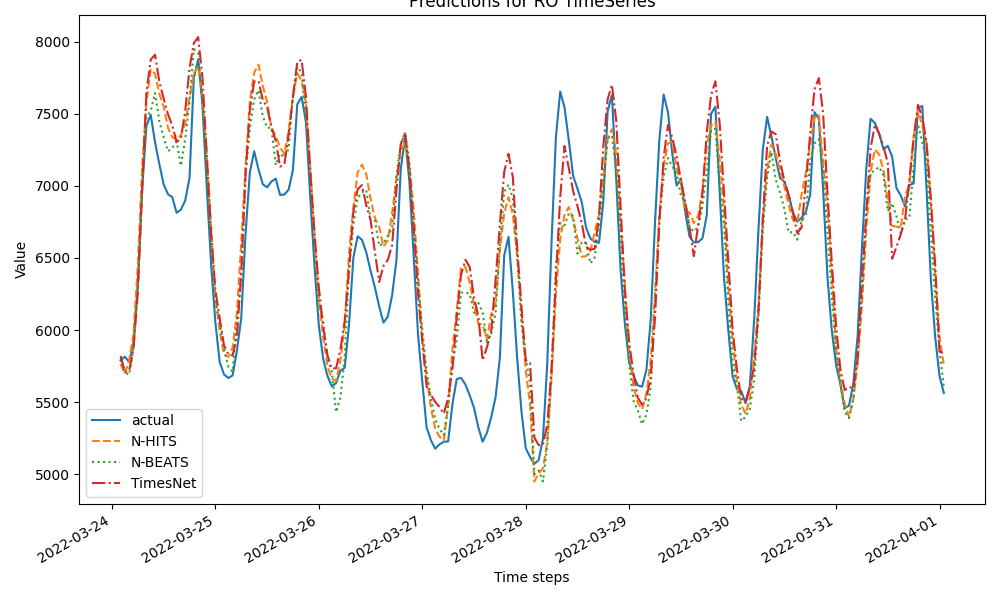 Predictions for RO TimeSeries
8000
7500
7000
6500
6000
5500
5000
Value
actual
N-HITS
N-BEATS
TimesNet
2022-03-24
2022-03-25
2022-03-26
2022-03-27
2022-03-28
2022-03-29
2022-03-30
2022-03-31
2022-04-01
Time steps